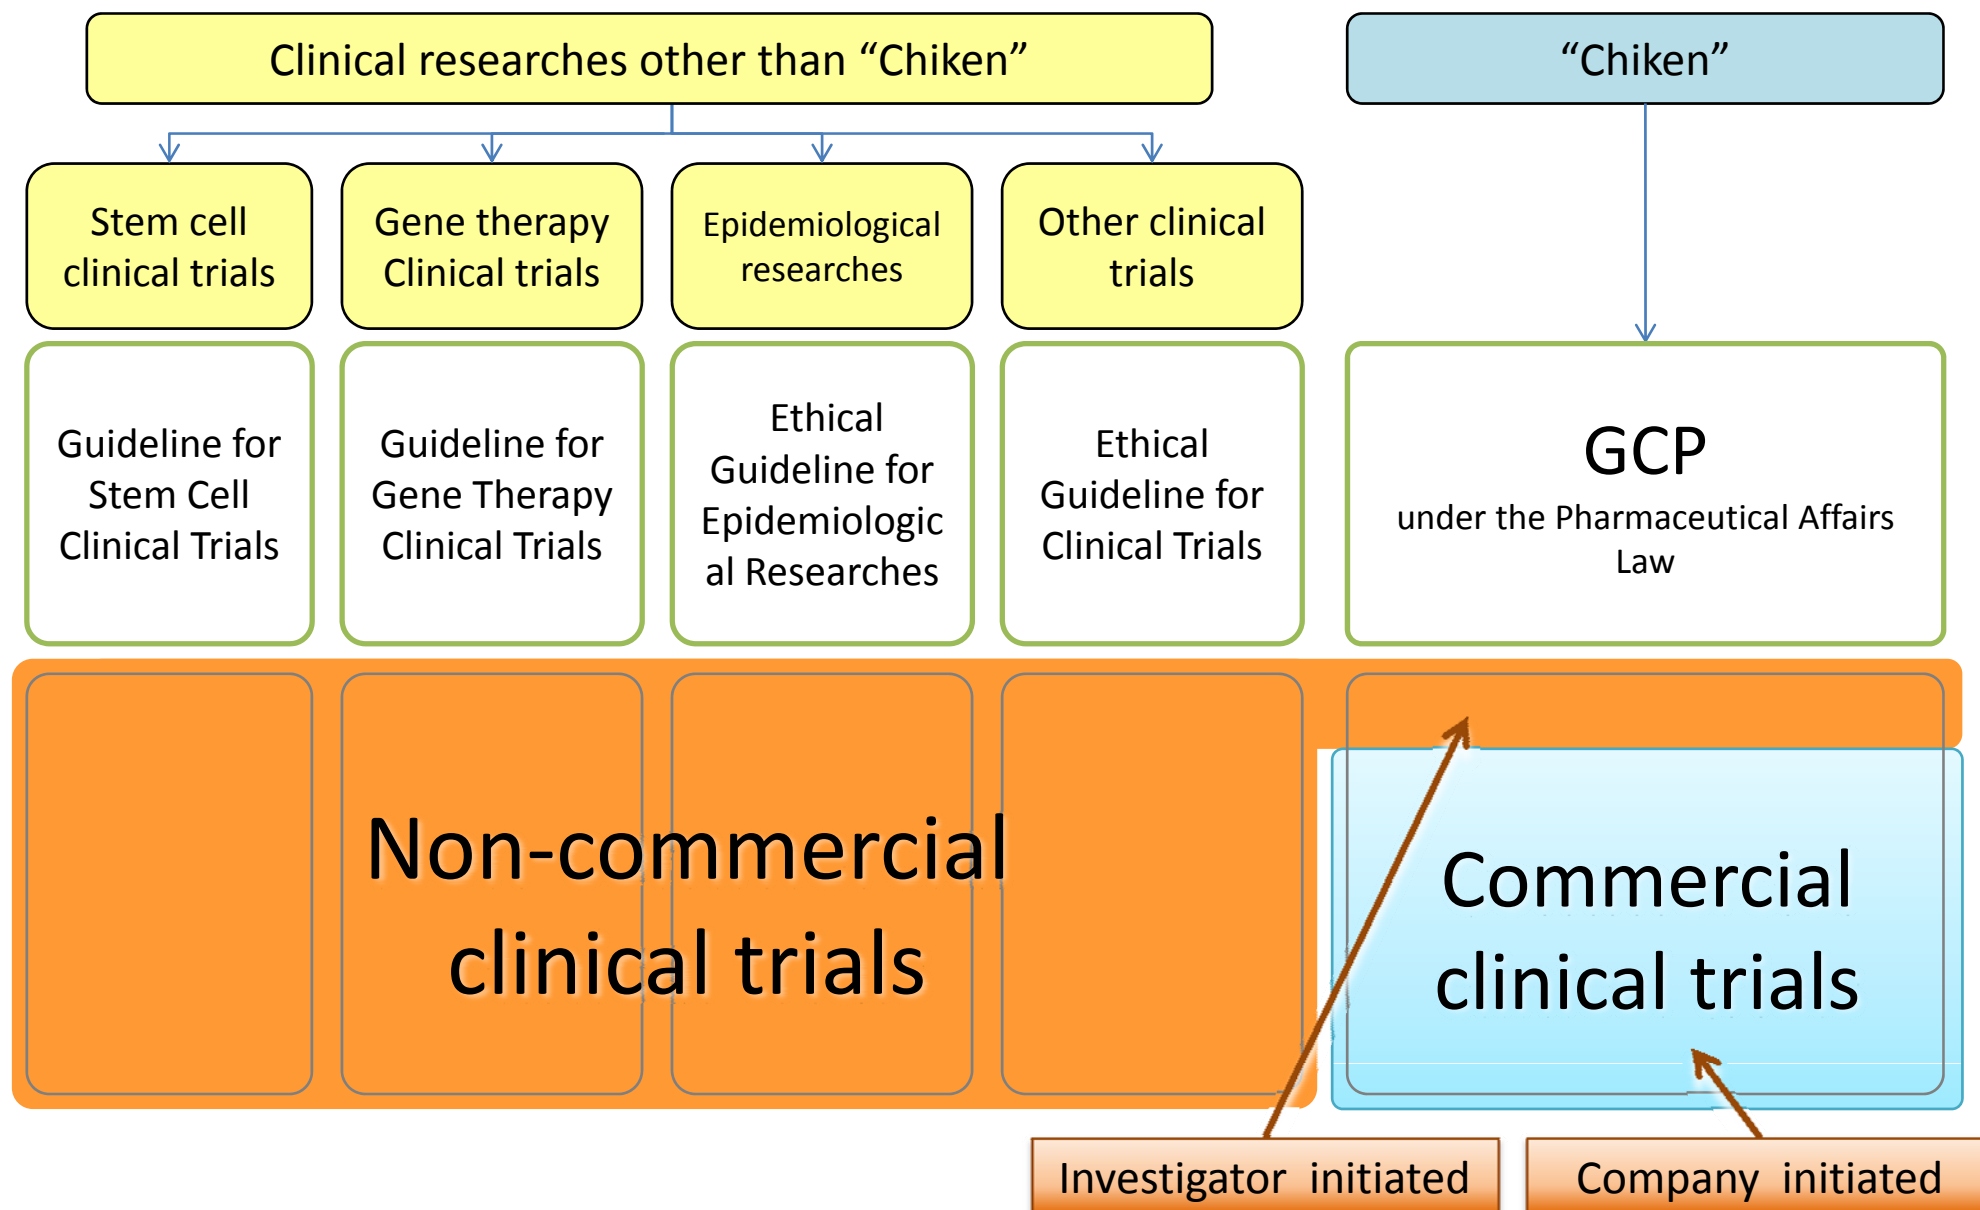 Clinical researches other than “Chiken”
“Chiken”
Stem cell
clinical trials
Gene therapy
Clinical trials
Epidemiological
researches
Other clinical
trials
Guideline for
Stem Cell
Clinical Trials
Guideline for
Gene Therapy
Clinical Trials
Ethical
Guideline for
Epidemiologic
al Researches
Ethical
Guideline for
Clinical Trials
GCP
under the Pharmaceutical Affairs
Law
Non-commercial
clinical trials
Commercial
clinical trials
Investigator initiated
Company initiated